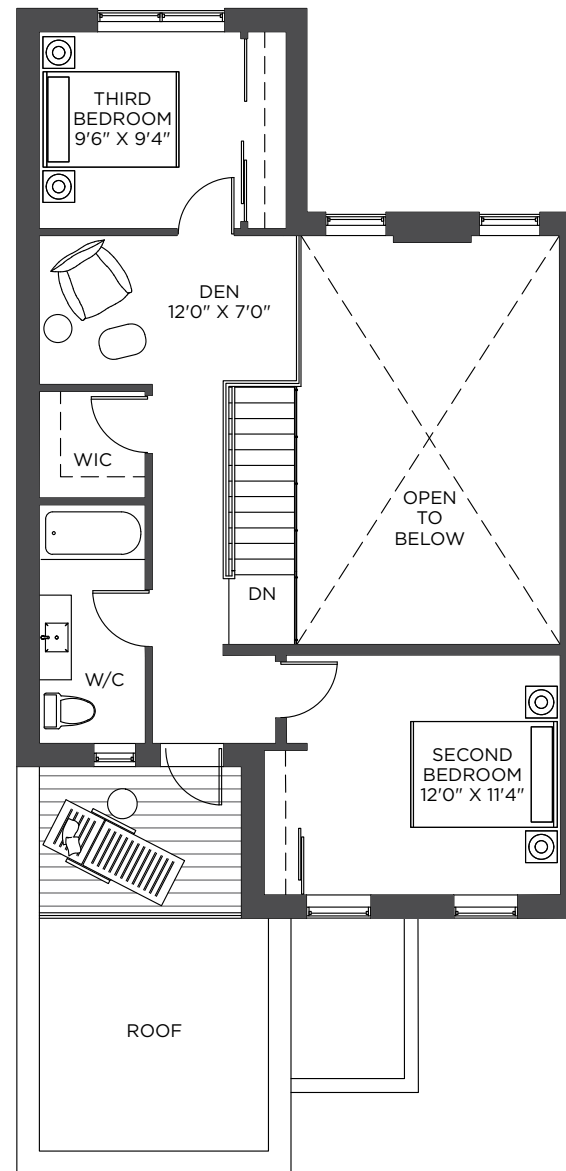 THIRD
BEDROOM
9'6" X 9'4"
DEN
12'0" X 7'0"
WIC
OPEN
TO
BELOW
DN
W/C
SECOND
BEDROOM
12'0" X 11'4"
ROOF